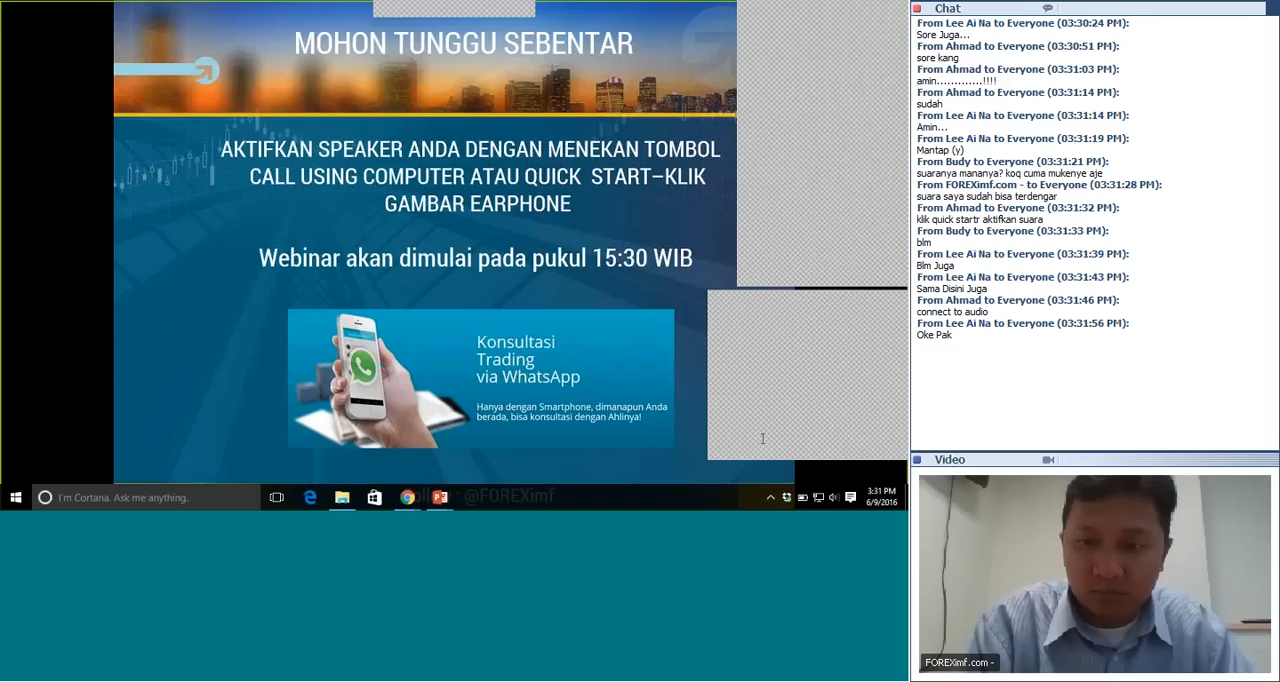 MOHON TUNGGU SEBENTAR
AKTIFKAN SPEAKER ANDA DENGAN MENEKAN TOMBOL
CALL USING COMPUTER ATAU QUICK START–KLIK
GAMBAR EARPHONE
Webinar akan dimulai pada pukul 15:30 WIB
Konsultasi
Trading
via WhatsApp
Hanya dengan Smartphone, dimanapun Anda
berada, bisa konsultasi dengan Ahlinya!
: @FOREXimf
I'm Cortana. Ask me anything.
3:31 PM
6/9/2016
Chat
From Lee Ai Na to Everyone (03:30:24 PM):
Sore Juga...
From Ahmad to Everyone (03:30:51 PM):
sore kang
From Ahmad to Everyone (03:31:03 PM):
amin.............!!!!
From Ahmad to Everyone (03:31:14 PM):
sudah
From Lee Ai Na to Everyone (03:31:14 PM):
Amin...
From Lee Ai Na to Everyone (03:31:19 PM):
Mantap (y)
From Budy to Everyone (03:31:21 PM):
suaranya mananya? koq cuma mukenye aje
From FOREXimf.com - to Everyone (03:31:28 PM):
suara saya sudah bisa terdengar
From Ahmad to Everyone (03:31:32 PM):
klik quick startr aktifkan suara
From Budy to Everyone (03:31:33 PM):
blm
From Lee Ai Na to Everyone (03:31:39 PM):
Blm Juga
From Lee Ai Na to Everyone (03:31:43 PM):
Sama Disini Juga
From Ahmad to Everyone (03:31:46 PM):
connect to audio
From Lee Ai Na to Everyone (03:31:56 PM):
Oke Pak
Video
FOREXimf.com -